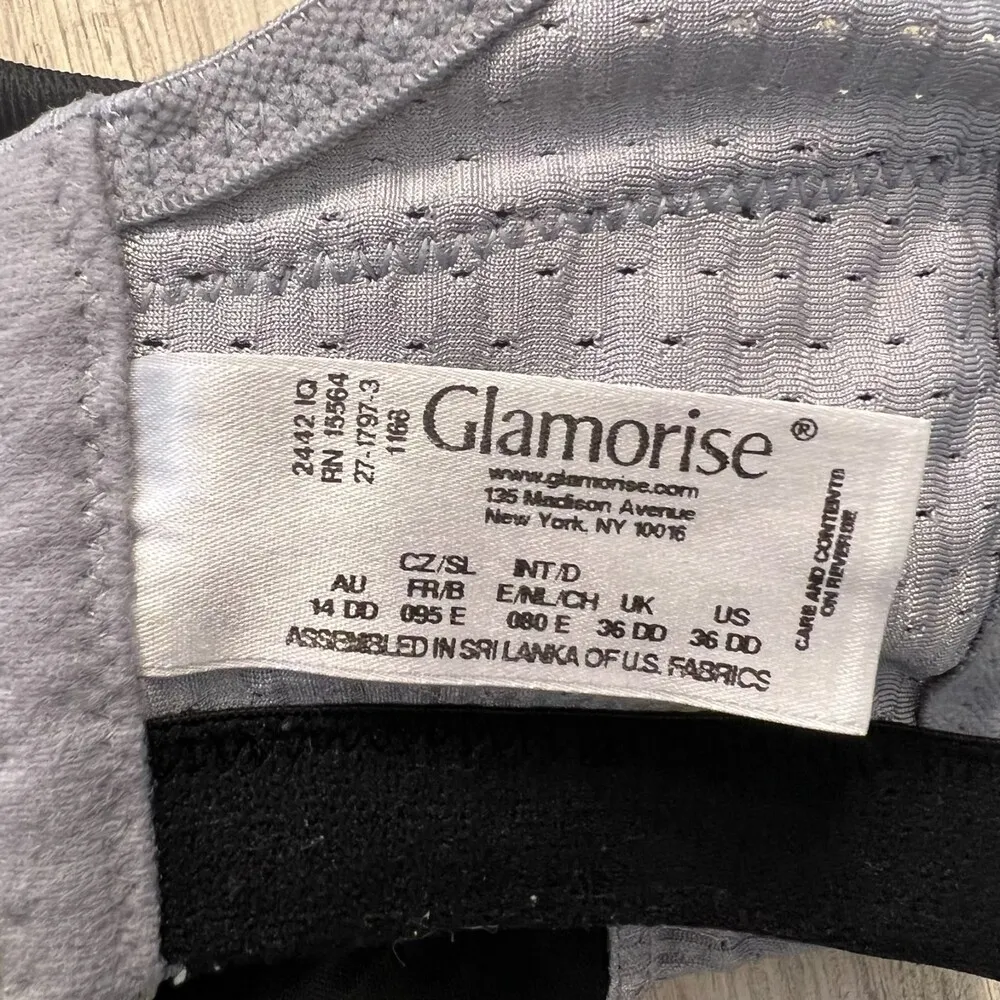 2442 IQ
RN 15564
27-1797-3
1166
Glamorise®
www.glamorise.com
135 Madison Avenue
New York, NY 10016
CZ/SL INT/D
AU FR/B E/NL/CH UK US
14 DD 095 E 080 E 36 DD 36 DD
ASSEMBLED IN SRI LANKA OF U.S. FABRICS
CARE AND CONTENT
ON REVERSE